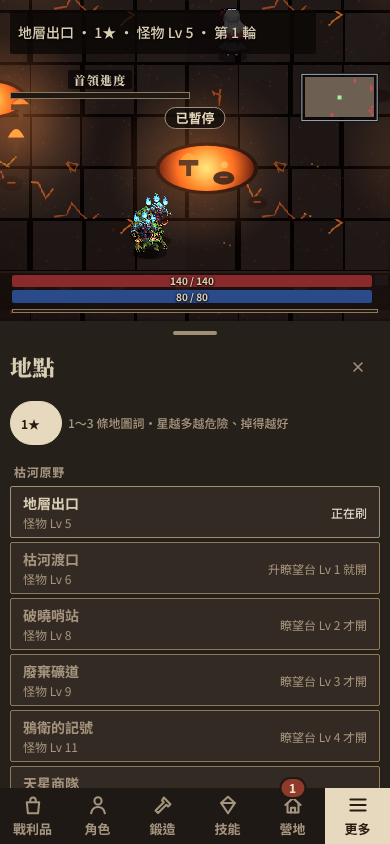 地層出口 • 1★ • 怪物 Lv 5 • 第 1 輪
首領進度
已暫停
140 / 140
80 / 80
地點
×
1★
1～3 條地圖詞・星越多越危險、掉得越好
枯河原野
地層出口
怪物 Lv 5
正在刷
枯河渡口
怪物 Lv 6
升瞭望台 Lv 1 就開
破曉哨站
怪物 Lv 8
瞭望台 Lv 2 才開
廢棄礦道
怪物 Lv 9
瞭望台 Lv 3 才開
鴉衛的記號
怪物 Lv 11
瞭望台 Lv 4 才開
天星商隊
1
戰利品 角色 鍛造 技能 營地 更多